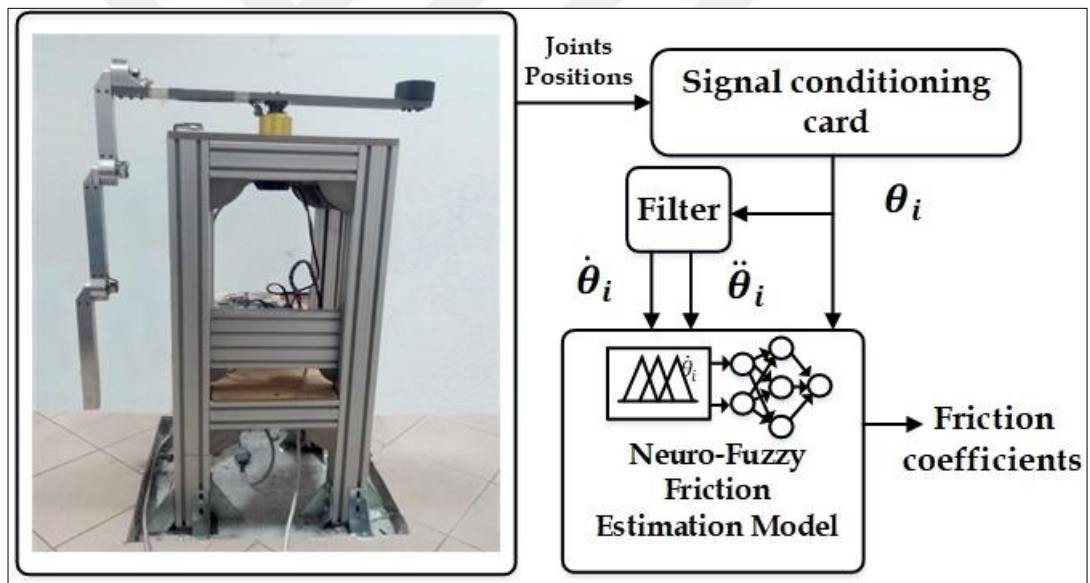 Joints
Positions
Signal conditioning
card
θᵢ
Filter
θ̇ᵢ
θ̈ᵢ
θ̇ᵢ
Neuro-Fuzzy
Friction
Estimation Model
Friction
coefficients